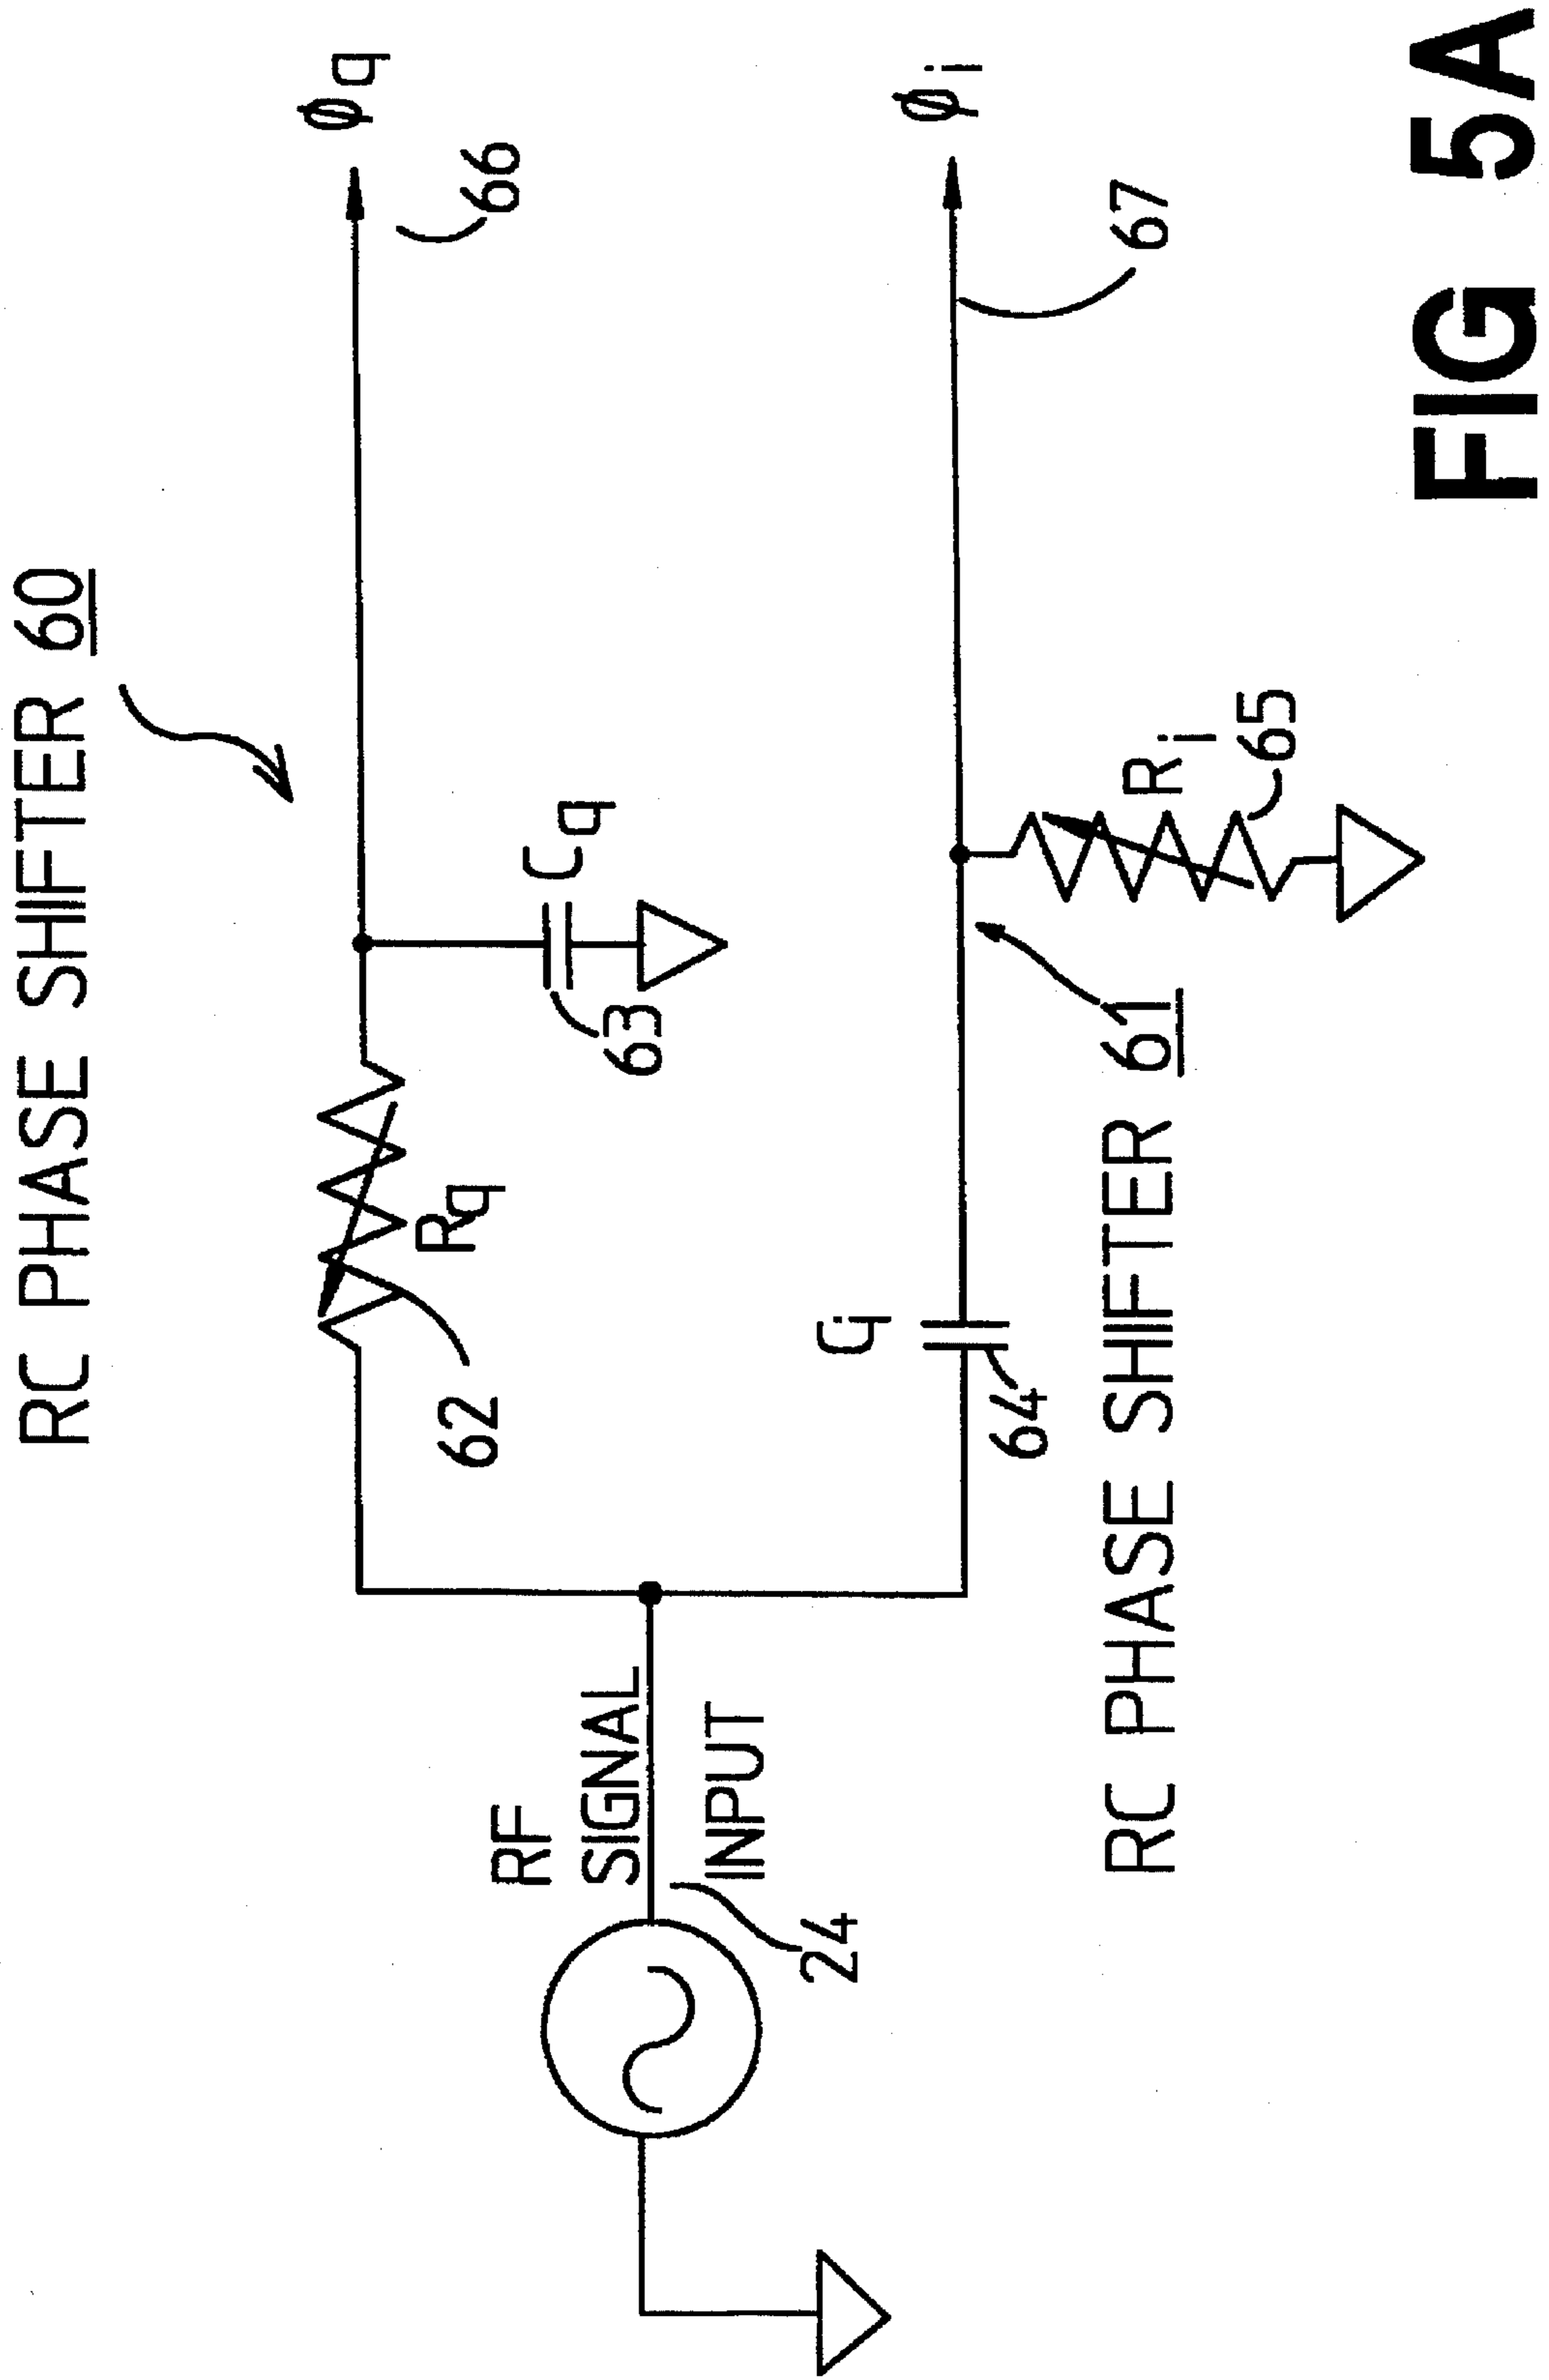 RC PHASE SHIFTER 60
ϕq
66
62
Rq
63
Cq
RF
SIGNAL
INPUT
24
Ci
64
ϕi
67
61
Ri
65
RC PHASE SHIFTER 61
FIG 5A